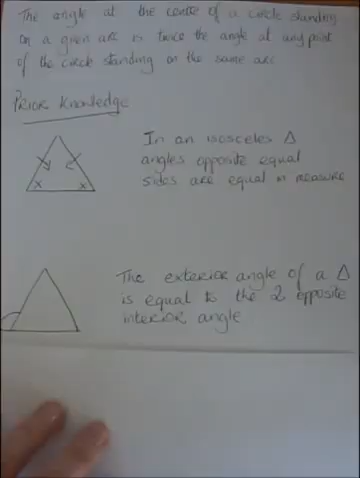 The angle at the centre of a circle standing
on a given arc is twice the angle at any point
of the circle standing on the same arc
Prior Knowledge
In an isosceles Δ
angles opposite equal
sides are equal in measure
x x
The exterior angle of a Δ
is equal to the 2 opposite
interior angle